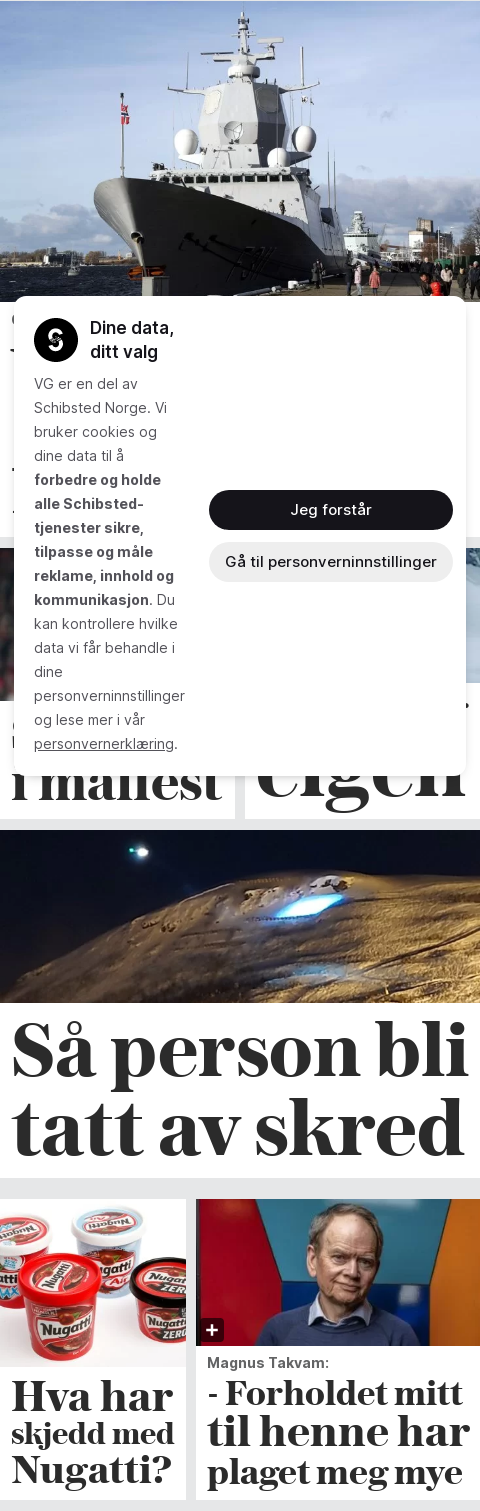 Dine data,
ditt valg
VG er en del av
Schibsted Norge. Vi
bruker cookies og
dine data til å
forbedre og holde
alle Schibsted-
tjenester sikre,
tilpasse og måle
reklame, innhold og
kommunikasjon. Du
kan kontrollere hvilke
data vi får behandle i
dine
personverninnstillinger
og lese mer i vår
personvernerklæring.
Jeg forstår
Gå til personverninnstillinger
i målfest
eigen
Så person bli
tatt av skred
Nugatti
Nugatti
Air
Nugatti
Nugatti
ZERO
Hva har
skjedd med
Nugatti?
Magnus Takvam:
- Forholdet mitt
til henne har
plaget meg mye